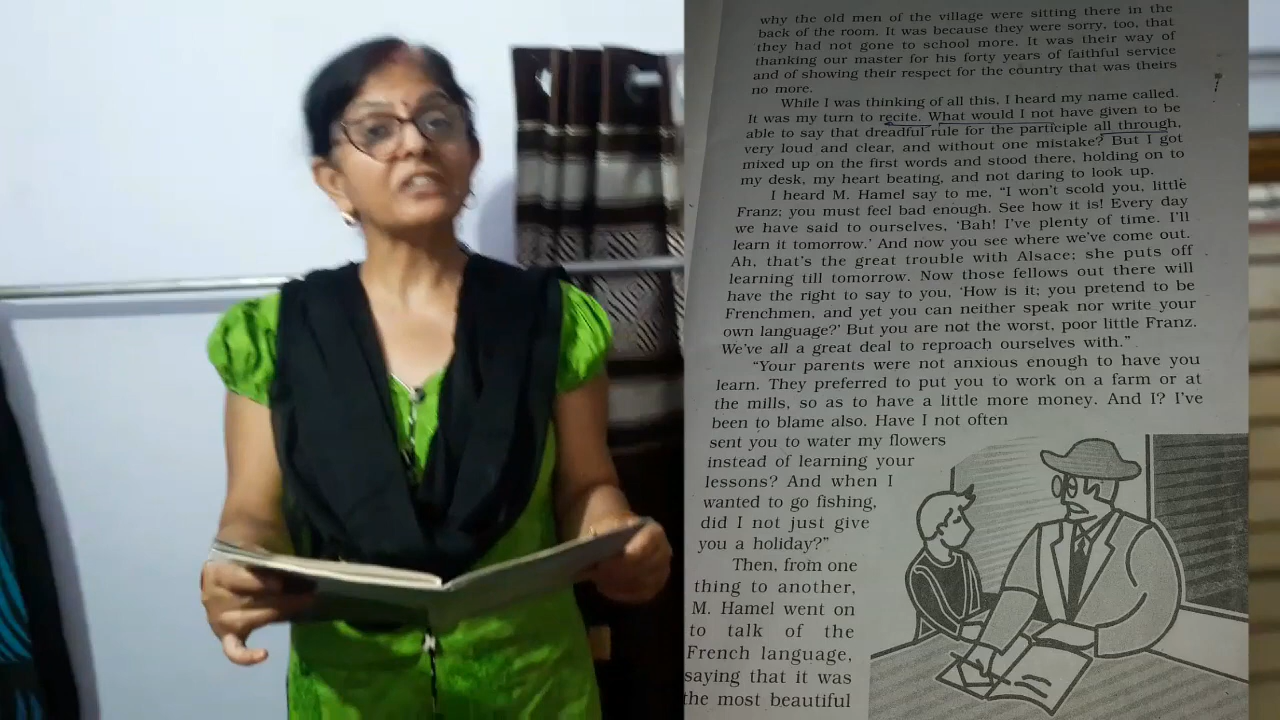 why the old men of the village were sitting there in the
back of the room. It was because they were sorry, too, that
they had not gone to school more. It was their way of
thanking our master for his forty years of faithful service
and of showing their respect for the country that was theirs
no more.
While I was thinking of all this, I heard my name called.
It was my turn to recite. What would I not have given to be
able to say that dreadful rule for the participle all through,
very loud and clear, and without one mistake? But I got
mixed up on the first words and stood there, holding on to
my desk, my heart beating, and not daring to look up.
I heard M. Hamel say to me, “I won't scold you, little
Franz; you must feel bad enough. See how it is! Every day
we have said to ourselves, ‘Bah! I've plenty of time. I'll
learn it tomorrow.’ And now you see where we've come out.
Ah, that's the great trouble with Alsace; she puts off
learning till tomorrow. Now those fellows out there will
have the right to say to you, ‘How is it; you pretend to be
Frenchmen, and yet you can neither speak nor write your
own language?’ But you are not the worst, poor little Franz.
We've all a great deal to reproach ourselves with.”
“Your parents were not anxious enough to have you
learn. They preferred to put you to work on a farm or at
the mills, so as to have a little more money. And I? I've
been to blame also. Have I not often
sent you to water my flowers
instead of learning your
lessons? And when I
wanted to go fishing,
did I not just give
you a holiday?”
Then, from one
thing to another,
M. Hamel went on
to talk of the
French language,
saying that it was
the most beautiful